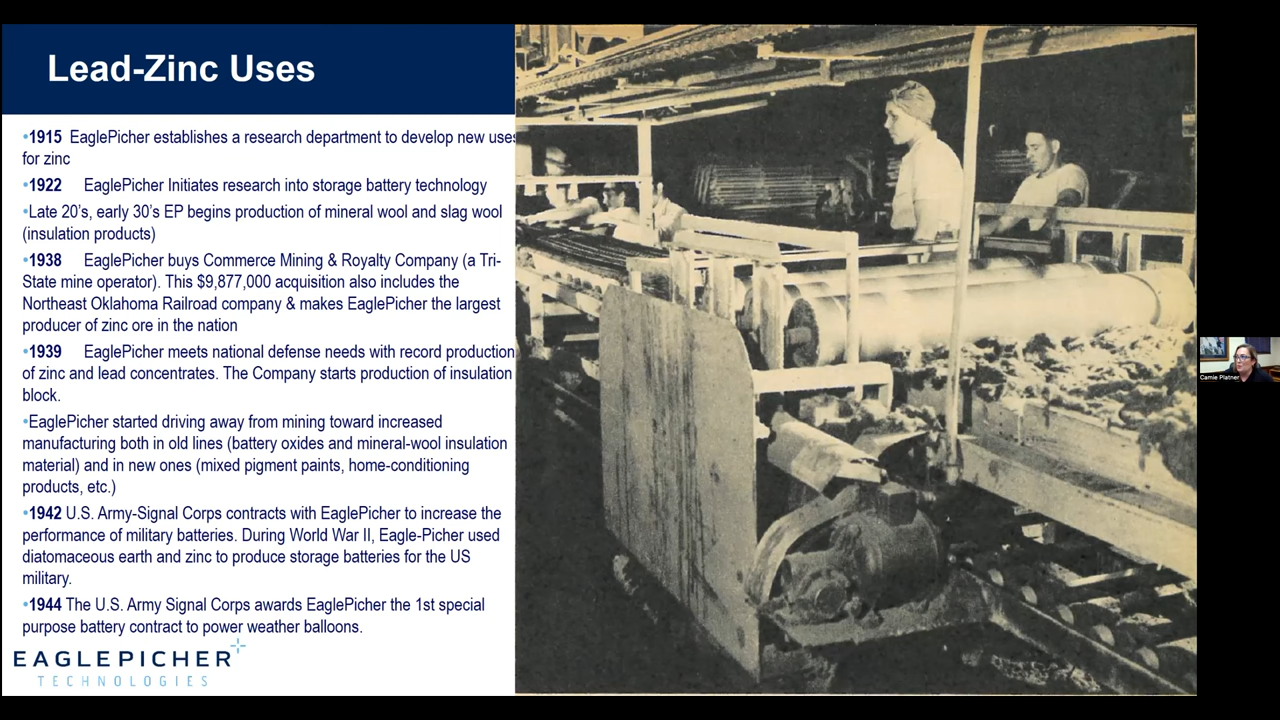 Lead-Zinc Uses
•1915 EaglePicher establishes a research department to develop new uses
for zinc
•1922 EaglePicher Initiates research into storage battery technology
•Late 20's, early 30's EP begins production of mineral wool and slag wool
(insulation products)
•1938 EaglePicher buys Commerce Mining & Royalty Company (a Tri-
State mine operator). This $9,877,000 acquisition also includes the
Northeast Oklahoma Railroad company & makes EaglePicher the largest
producer of zinc ore in the nation
•1939 EaglePicher meets national defense needs with record production
of zinc and lead concentrates. The Company starts production of insulation
block.
•EaglePicher started driving away from mining toward increased
manufacturing both in old lines (battery oxides and mineral-wool insulation
material) and in new ones (mixed pigment paints, home-conditioning
products, etc.)
•1942 U.S. Army-Signal Corps contracts with EaglePicher to increase the
performance of military batteries. During World War II, Eagle-Picher used
diatomaceous earth and zinc to produce storage batteries for the US
military.
•1944 The U.S. Army Signal Corps awards EaglePicher the 1st special
purpose battery contract to power weather balloons.
EAGLEPICHER
TECHNOLOGIES
Camie Platner